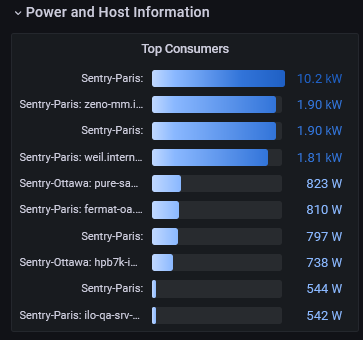 Power and Host Information
Top Consumers
Sentry-Paris: 10.2 kW
Sentry-Paris: zeno-mm.i... 1.90 kW
Sentry-Paris: 1.90 kW
Sentry-Paris: weil.intern... 1.81 kW
Sentry-Ottawa: pure-sa... 823 W
Sentry-Paris: fermat-oa.... 810 W
Sentry-Paris: 797 W
Sentry-Ottawa: hpb7k-i... 738 W
Sentry-Paris: 544 W
Sentry-Paris: ilo-qa-srv-... 542 W